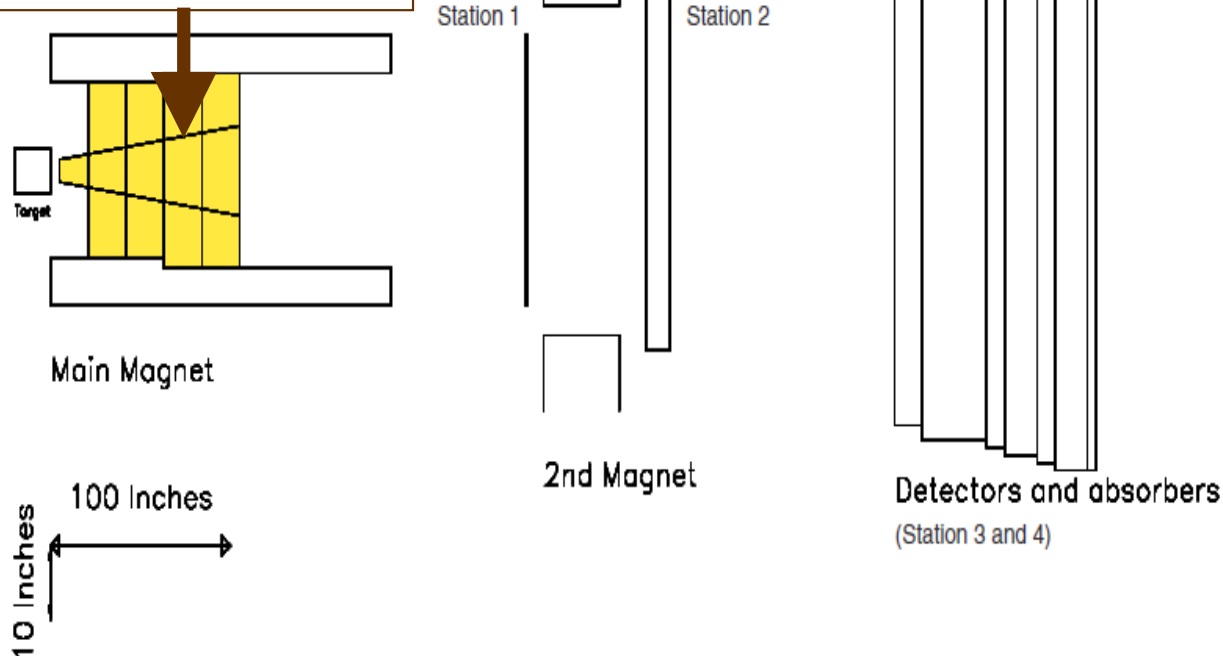 Station 1
Station 2
Target
Main Magnet
2nd Magnet
100 Inches
10 Inches
Detectors and absorbers
(Station 3 and 4)